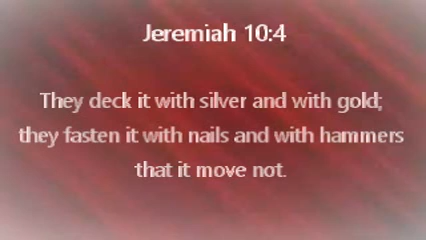 Jeremiah 10:4
They deck it with silver and with gold;
they fasten it with nails and with hammers
that it move not.